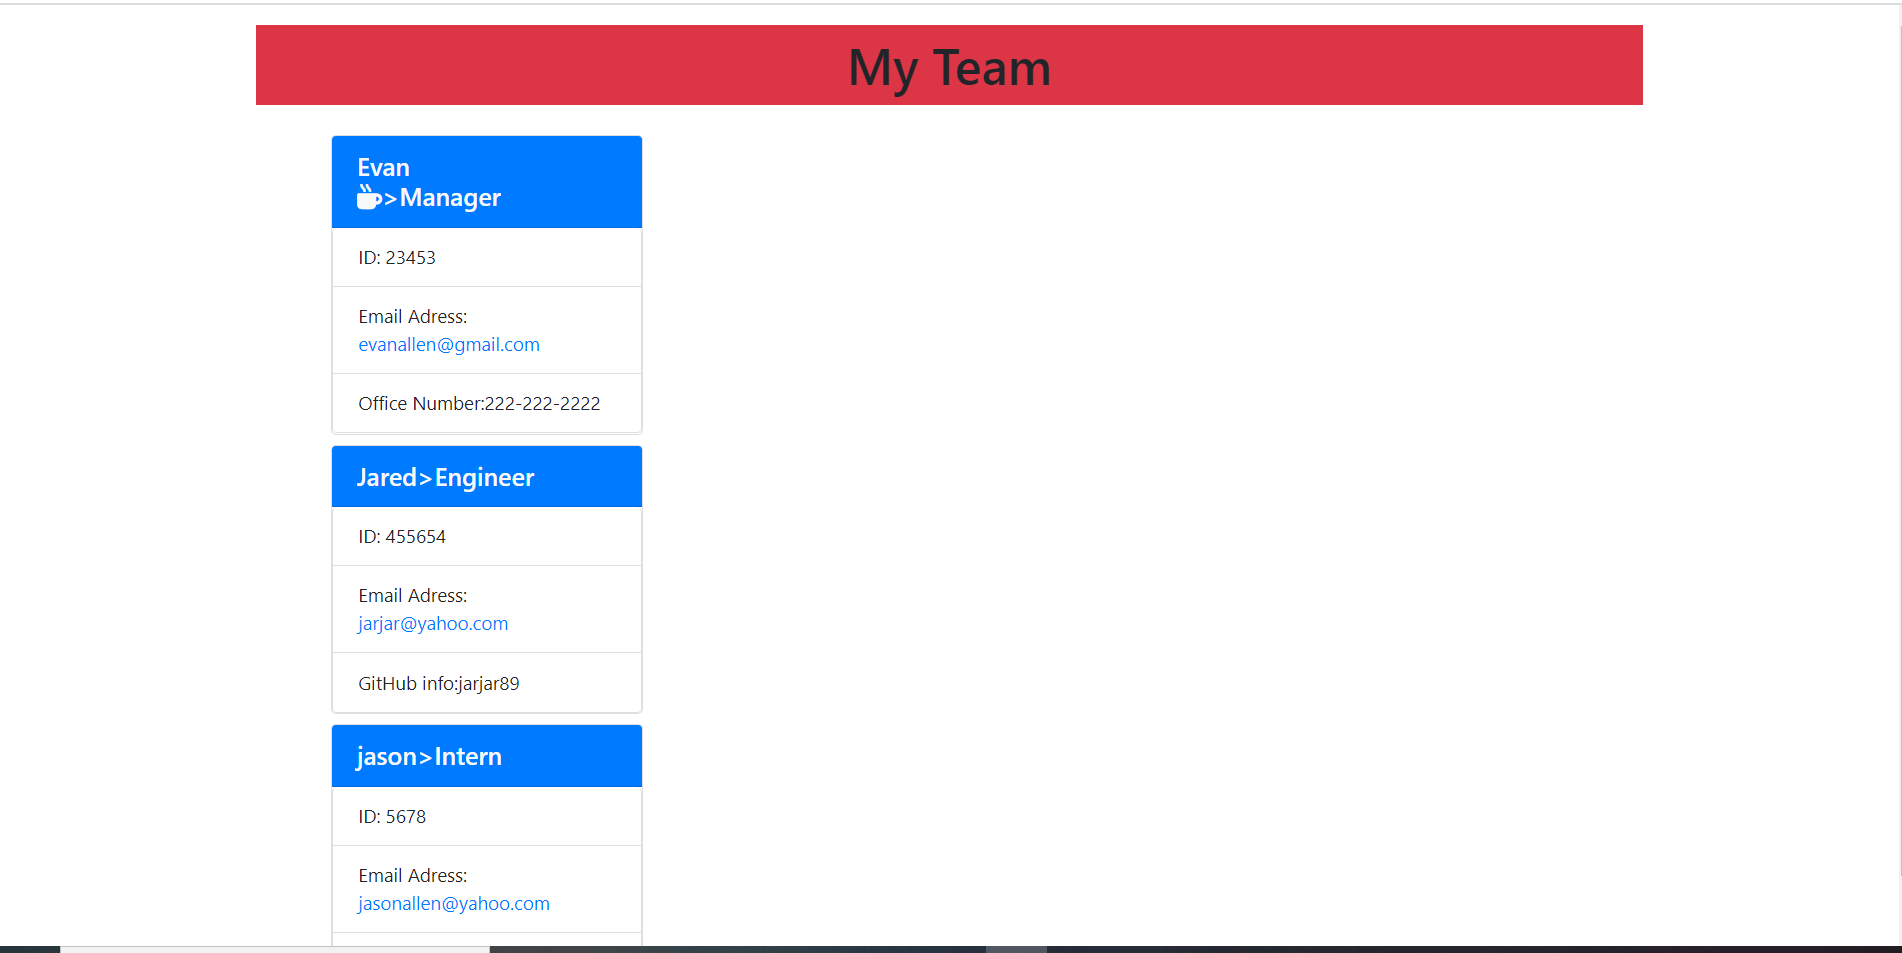 My Team
Evan
>Manager
ID: 23453
Email Adress:
evanallen@gmail.com
Office Number:222-222-2222
Jared>Engineer
ID: 455654
Email Adress:
jarjar@yahoo.com
GitHub info:jarjar89
jason>Intern
ID: 5678
Email Adress:
jasonallen@yahoo.com